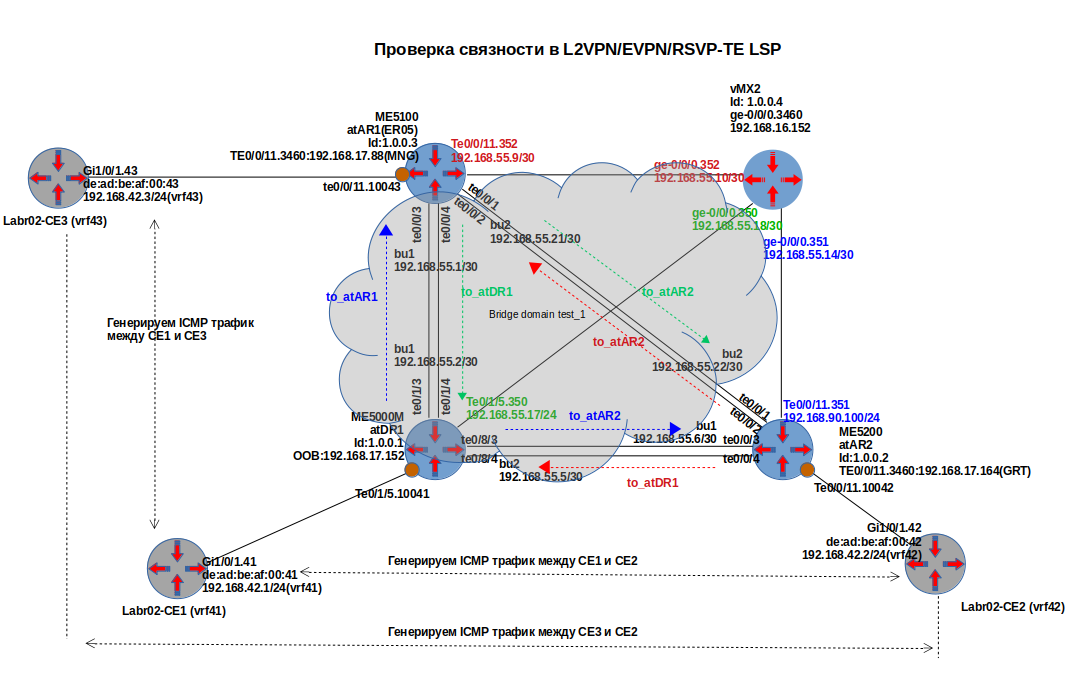 Проверка связности в L2VPN/EVPN/RSVP-TE LSP
vMX2
Id: 1.0.0.4
ge-0/0/0.3460
192.168.16.152
ME5100
atAR1(ER05)
Id:1.0.0.3
TE0/0/11.3460:192.168.17.88(MNG)
Te0/0/11.352
192.168.55.9/30
ge-0/0/0.352
192.168.55.10/30
Gi1/0/1.43
de:ad:be:af:00:43
192.168.42.3/24(vrf43)
Labr02-CE3 (vrf43)
te0/0/11.10043
te0/0/1
te0/0/2
te0/0/3
te0/0/4
bu2
192.168.55.21/30
ge-0/0/0.350
192.168.55.18/30
ge-0/0/0.351
192.168.55.14/30
bu1
192.168.55.1/30
to_atAR1
to_atDR1
to_atAR2
Bridge domain test_1
to_atAR2
Генерируем ICMP трафик
между CE1 и CE3
bu1
192.168.55.2/30
bu2
192.168.55.22/30
te0/1/3
te0/1/4
te0/0/1
te0/0/2
Te0/1/5.350
192.168.55.17/24
Te0/0/11.351
192.168.90.100/24
ME5000M
atDR1
Id:1.0.0.1
OOB:192.168.17.152
to_atAR2
bu1
192.168.55.6/30
te0/8/3
te0/8/4
te0/0/3
te0/0/4
ME5200
atAR2
Id:1.0.0.2
TE0/0/11.3460:192.168.17.164(GRT)
bu2
192.168.55.5/30
to_atDR1
Te0/1/5.10041
Te0/0/11.10042
Gi1/0/1.42
de:ad:be:af:00:42
192.168.42.2/24(vrf42)
Gi1/0/1.41
de:ad:be:af:00:41
192.168.42.1/24(vrf41)
Генерируем ICMP трафик между CE1 и CE2
Labr02-CE1 (vrf41)
Labr02-CE2 (vrf42)
Генерируем ICMP трафик между CE3 и CE2